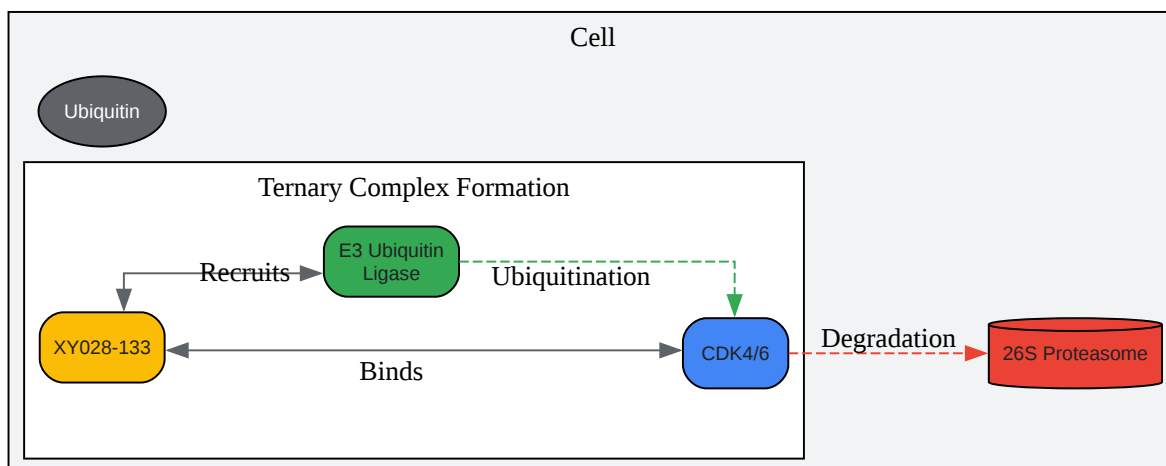 Cell
Ubiquitin
Ternary Complex Formation
E3 Ubiquitin
Ligase
Recruits
Ubiquitination
XY028-133
Binds
CDK4/6
Degradation
26S Proteasome